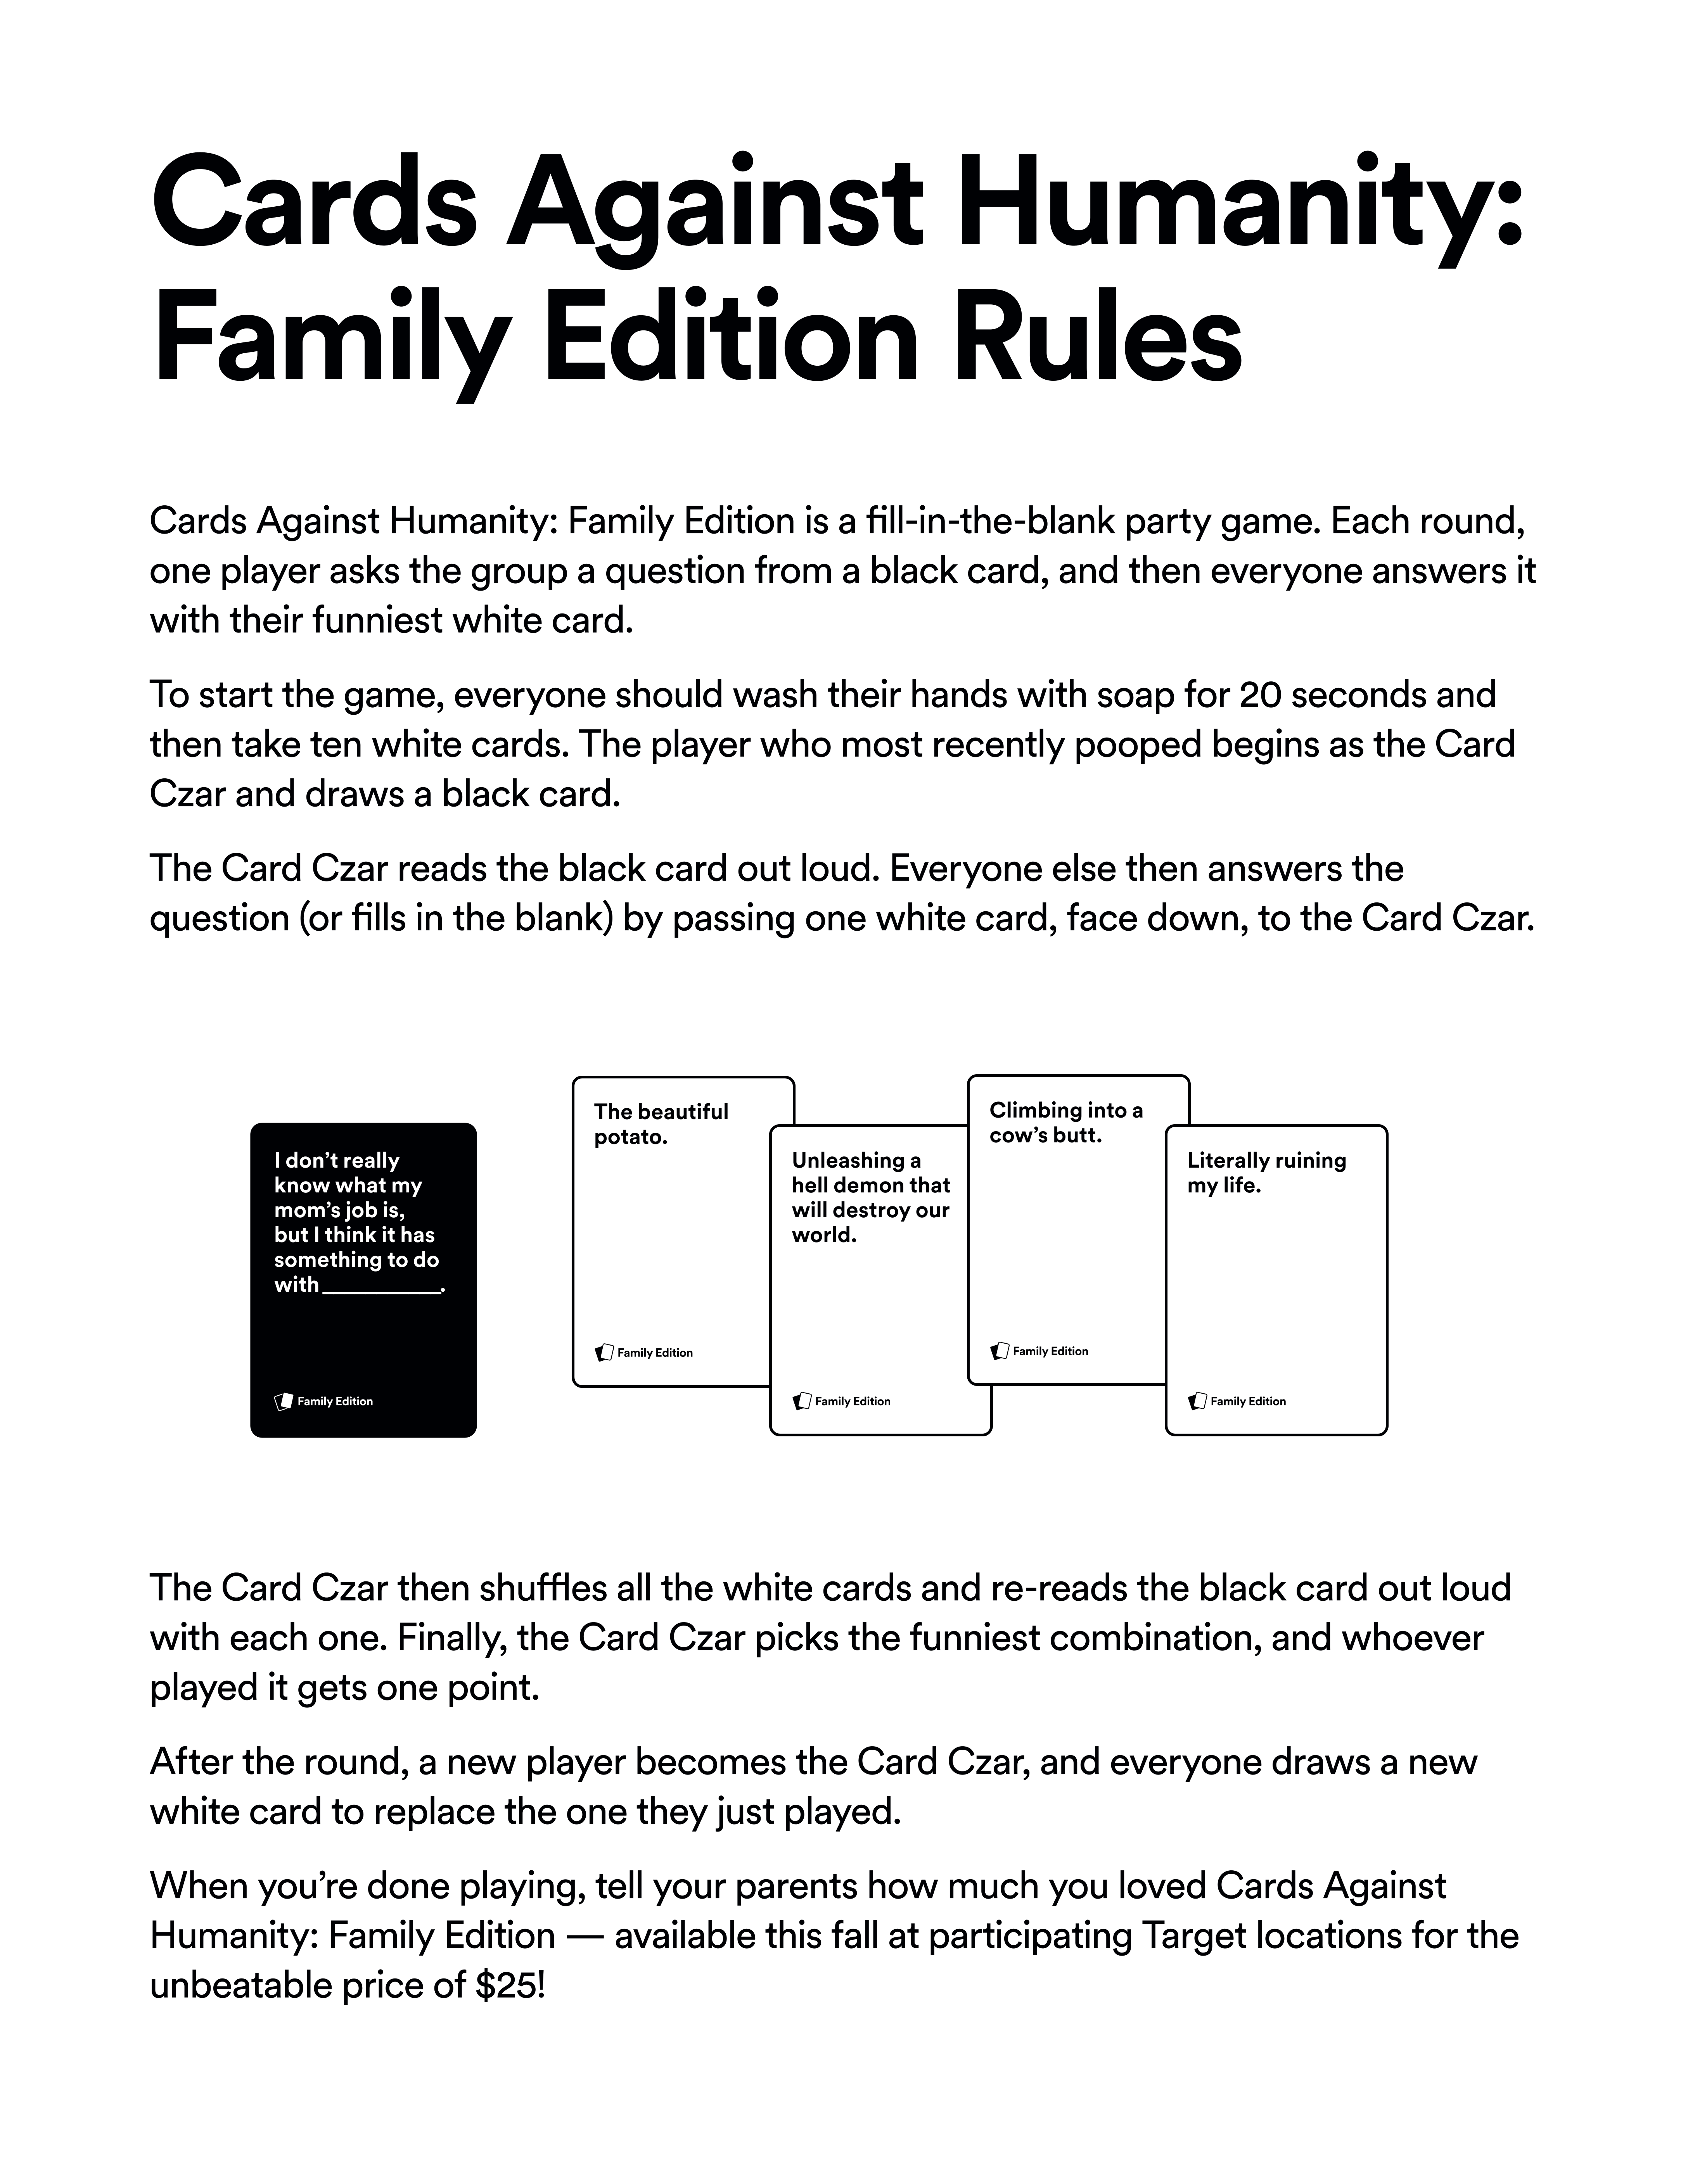 Cards Against Humanity:
Family Edition Rules
Cards Against Humanity: Family Edition is a fill-in-the-blank party game. Each round,
one player asks the group a question from a black card, and then everyone answers it
with their funniest white card.
To start the game, everyone should wash their hands with soap for 20 seconds and
then take ten white cards. The player who most recently pooped begins as the Card
Czar and draws a black card.
The Card Czar reads the black card out loud. Everyone else then answers the
question (or fills in the blank) by passing one white card, face down, to the Card Czar.
I don’t really
know what my
mom’s job is,
but I think it has
something to do
with __________.
Family Edition
The beautiful
potato.
Family Edition
Unleashing a
hell demon that
will destroy our
world.
Family Edition
Climbing into a
cow’s butt.
Family Edition
Literally ruining
my life.
Family Edition
The Card Czar then shuffles all the white cards and re-reads the black card out loud
with each one. Finally, the Card Czar picks the funniest combination, and whoever
played it gets one point.
After the round, a new player becomes the Card Czar, and everyone draws a new
white card to replace the one they just played.
When you’re done playing, tell your parents how much you loved Cards Against
Humanity: Family Edition — available this fall at participating Target locations for the
unbeatable price of $25!